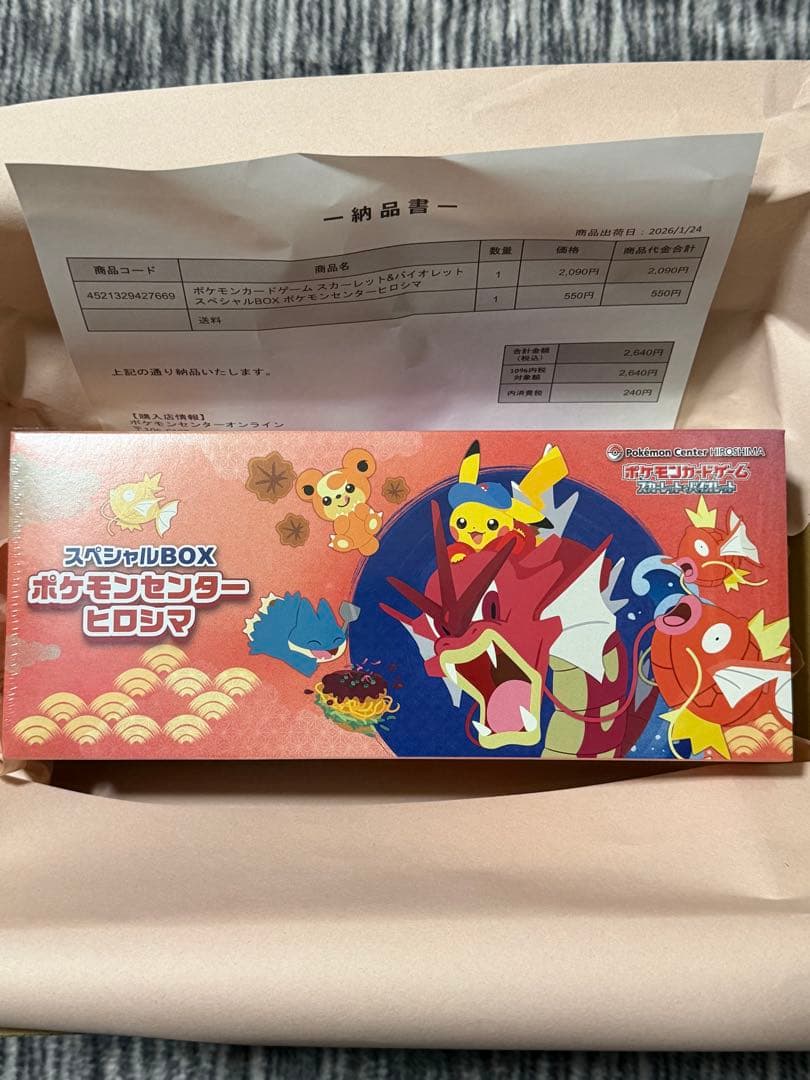 ー納品書ー
商品出荷日:2026/1/24
商品コード 商品名 数量 価格 商品代金合計
4521329427669 ポケモンカードゲーム スカーレット&バイオレット 1 2,090円 2,090円
スペシャルBOX ポケモンセンターヒロシマ
送料 1 550円 550円
合計金額
(税込) 2,640円
10%内税
対象額 2,640円
内消費税 240円
上記の通り納品いたします。
【購入店情報】
ポケモンセンターオンライン
Pokémon Center HIROSHIMA
ポケモンカードゲーム
スカーレット&バイオレット
スペシャルBOX
ポケモンセンター
ヒロシマ